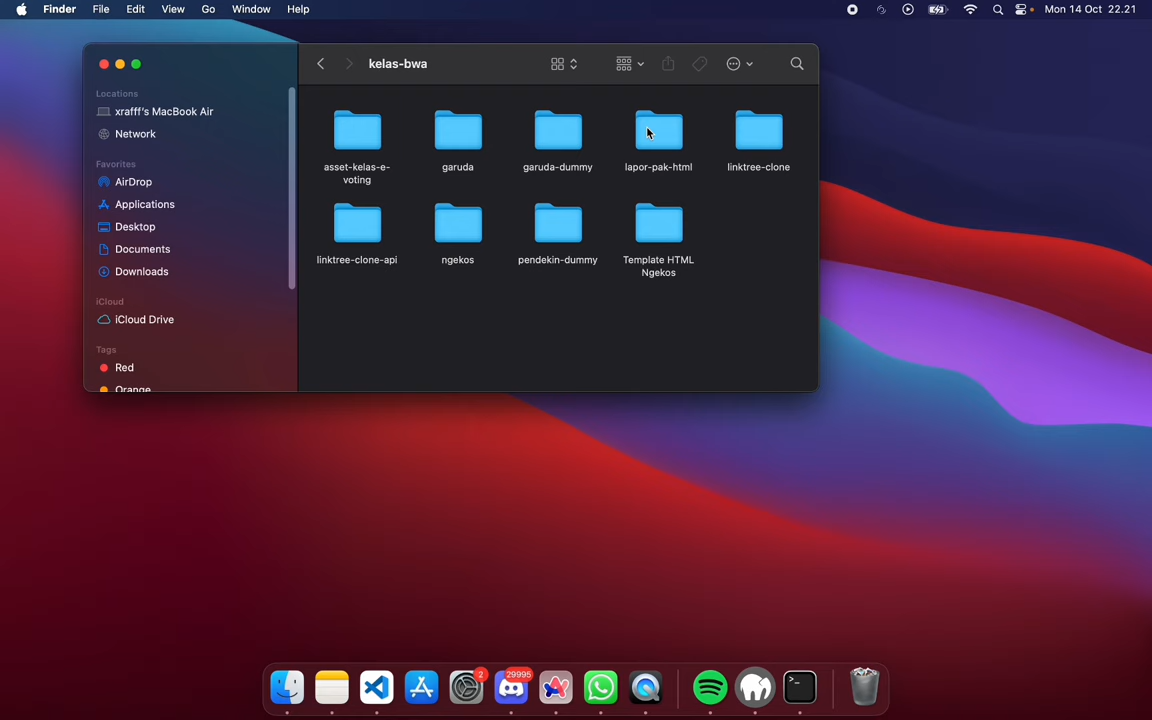 Finder File Edit View Go Window Help Mon 14 Oct 22.21
kelas-bwa
Locations
xrafff's MacBook Air
Network
Favorites
AirDrop
Applications
Desktop
Documents
Downloads
iCloud
iCloud Drive
Tags
Red
Orange
asset-kelas-e-
voting
garuda
garuda-dummy
lapor-pak-html
linktree-clone
linktree-clone-api
ngekos
pendekin-dummy
Template HTML
Ngekos
2
29995